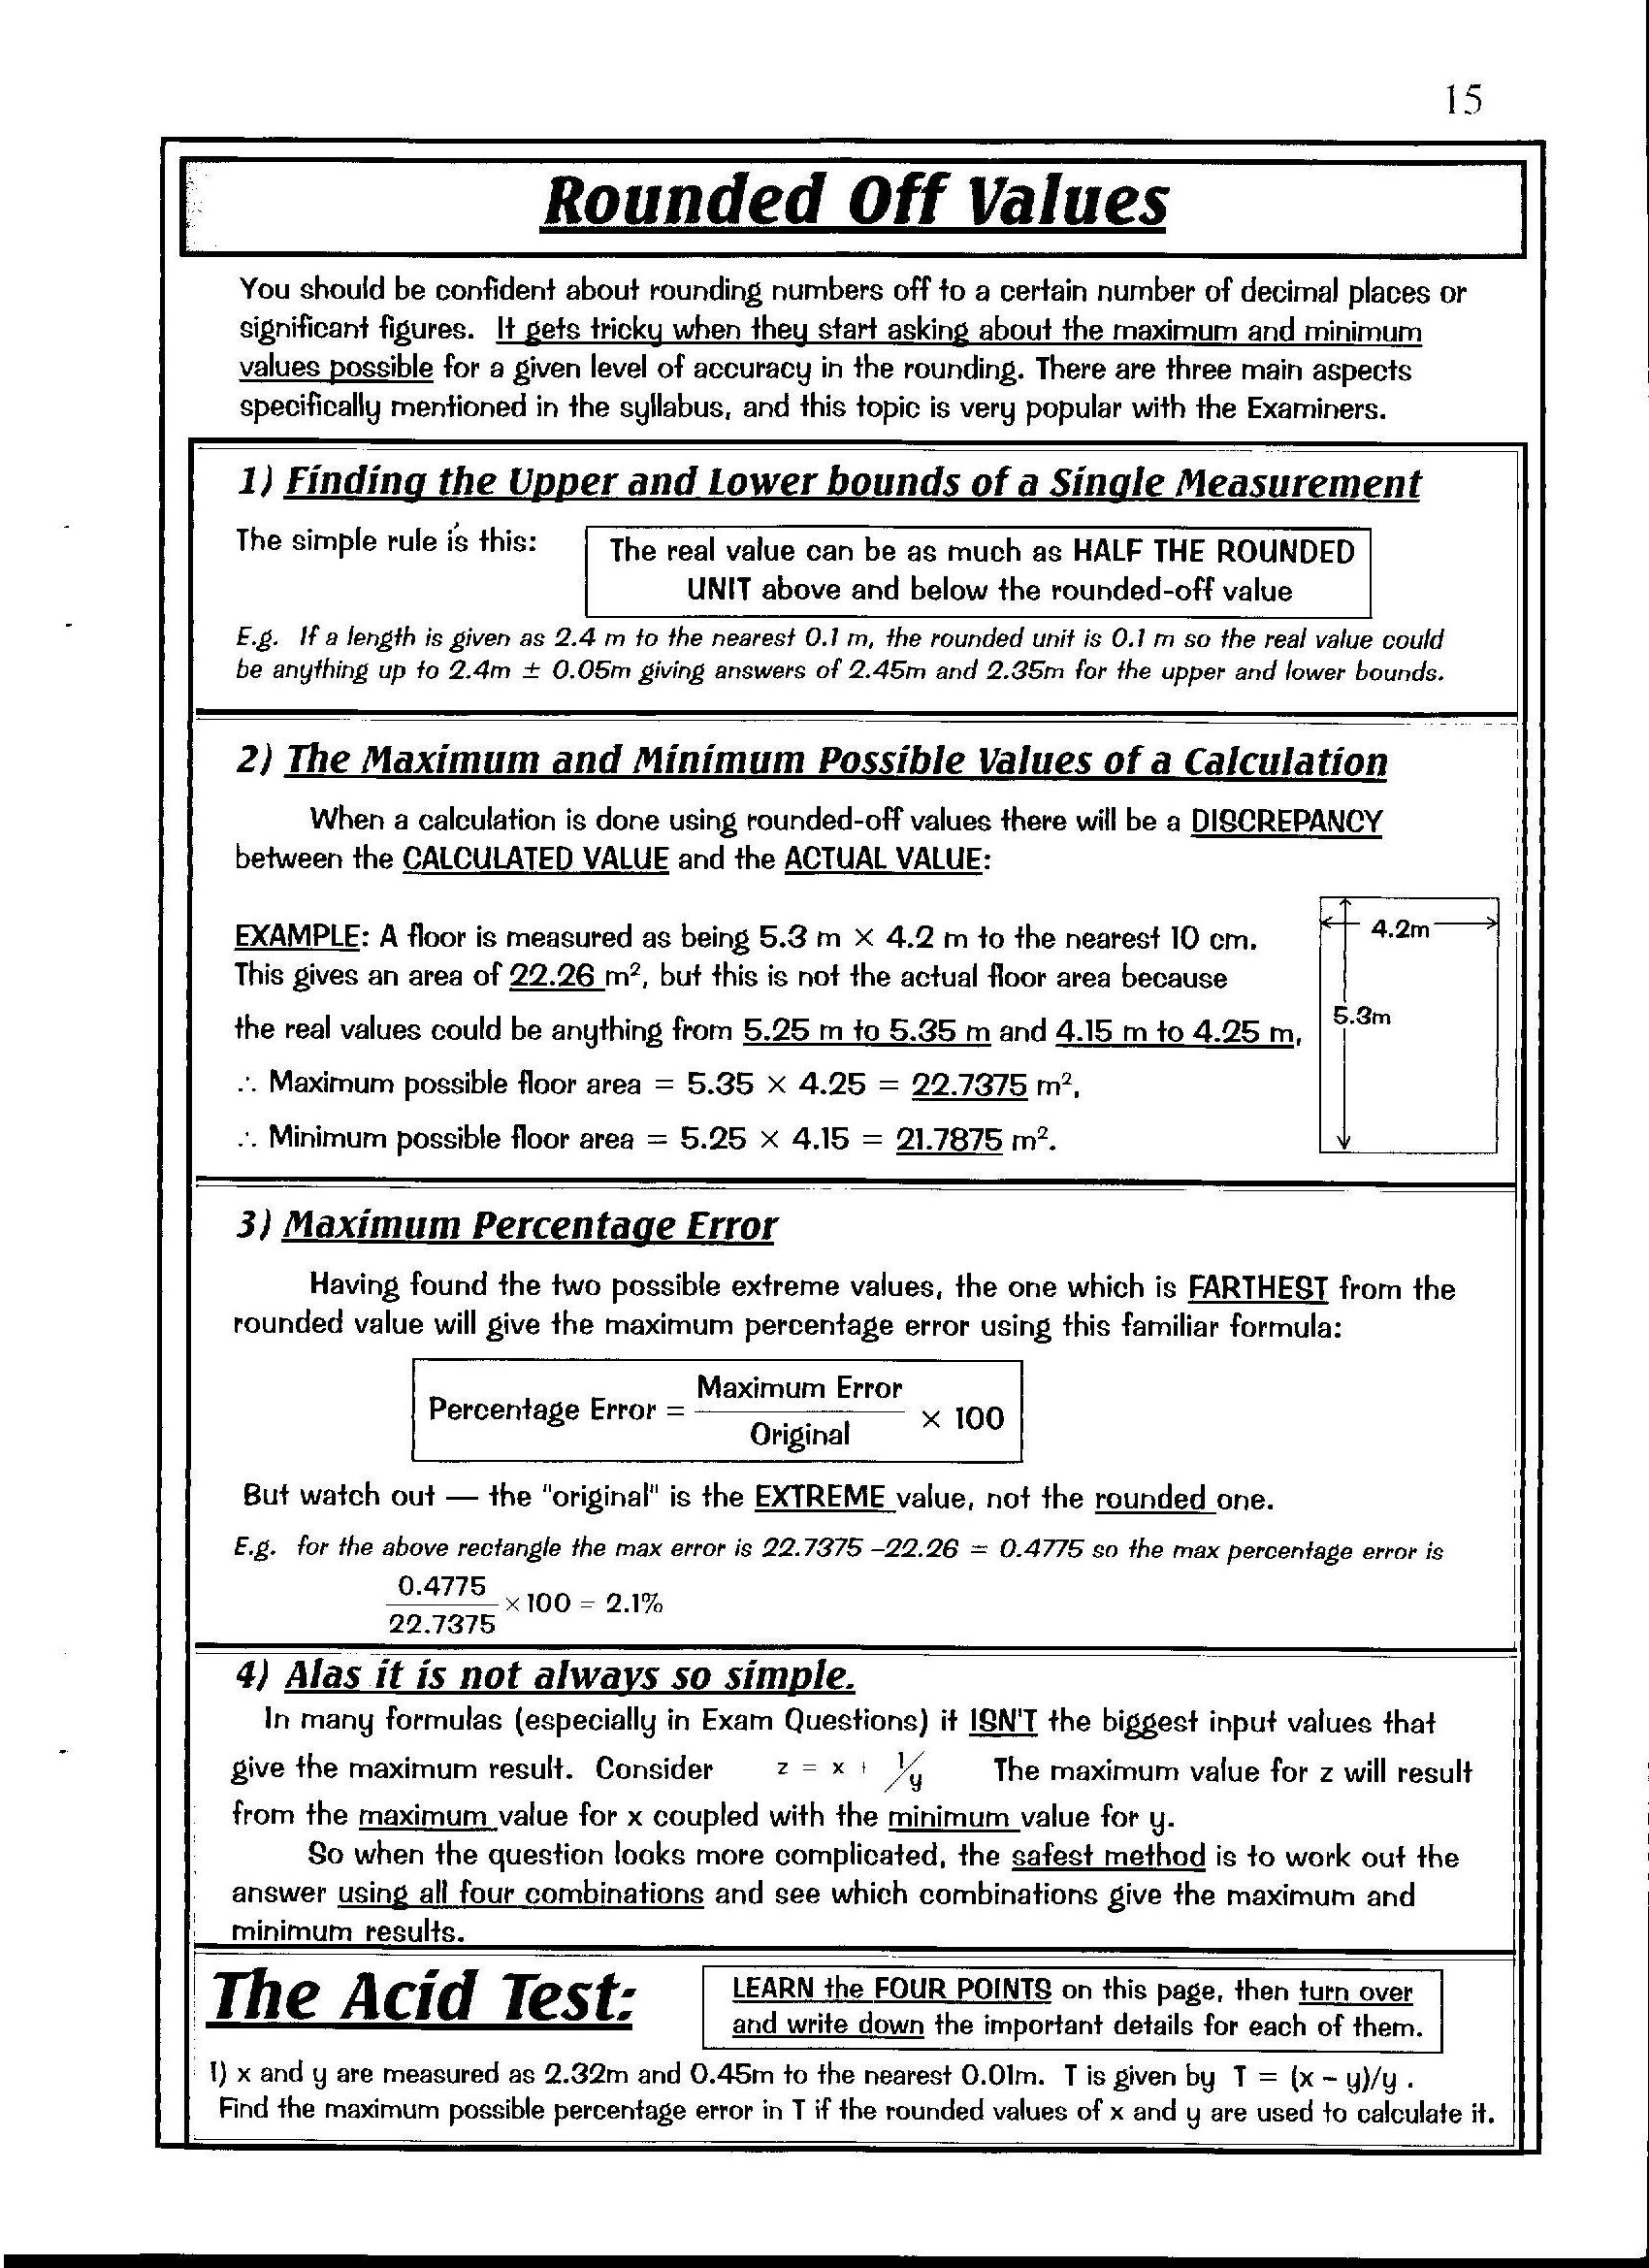 15
Rounded Off Values
You should be confident about rounding numbers off to a certain number of decimal places or
significant figures. It gets tricky when they start asking about the maximum and minimum
values possible for a given level of accuracy in the rounding. There are three main aspects
specifically mentioned in the syllabus, and this topic is very popular with the Examiners.
1) Finding the Upper and Lower bounds of a Single Measurement
The simple rule is this:
The real value can be as much as HALF THE ROUNDED
UNIT above and below the rounded-off value
E.g. If a length is given as 2.4 m to the nearest 0.1 m, the rounded unit is 0.1 m so the real value could
be anything up to 2.4m ± 0.05m giving answers of 2.45m and 2.35m for the upper and lower bounds.
2) The Maximum and Minimum Possible Values of a Calculation
When a calculation is done using rounded-off values there will be a DISCREPANCY
between the CALCULATED VALUE and the ACTUAL VALUE:
EXAMPLE: A floor is measured as being 5.3 m × 4.2 m to the nearest 10 cm.
This gives an area of 22.26 m², but this is not the actual floor area because
the real values could be anything from 5.25 m to 5.35 m and 4.15 m to 4.25 m,
∴ Maximum possible floor area = 5.35 × 4.25 = 22.7375 m²,
∴ Minimum possible floor area = 5.25 × 4.15 = 21.7875 m².
4.2m
5.3m
3) Maximum Percentage Error
Having found the two possible extreme values, the one which is FARTHEST from the
rounded value will give the maximum percentage error using this familiar formula:
Percentage Error = Maximum Error / Original × 100
But watch out — the "original" is the EXTREME value, not the rounded one.
E.g. for the above rectangle the max error is 22.7375 –22.26 = 0.4775 so the max percentage error is
0.4775 / 22.7375 × 100 = 2.1%
4) Alas it is not always so simple.
In many formulas (especially in Exam Questions) it ISN'T the biggest input values that
give the maximum result. Consider z = x + 1/y The maximum value for z will result
from the maximum value for x coupled with the minimum value for y.
So when the question looks more complicated, the safest method is to work out the
answer using all four combinations and see which combinations give the maximum and
minimum results.
The Acid Test:
LEARN the FOUR POINTS on this page, then turn over
and write down the important details for each of them.
1) x and y are measured as 2.32m and 0.45m to the nearest 0.01m. T is given by T = (x – y)/y .
Find the maximum possible percentage error in T if the rounded values of x and y are used to calculate it.